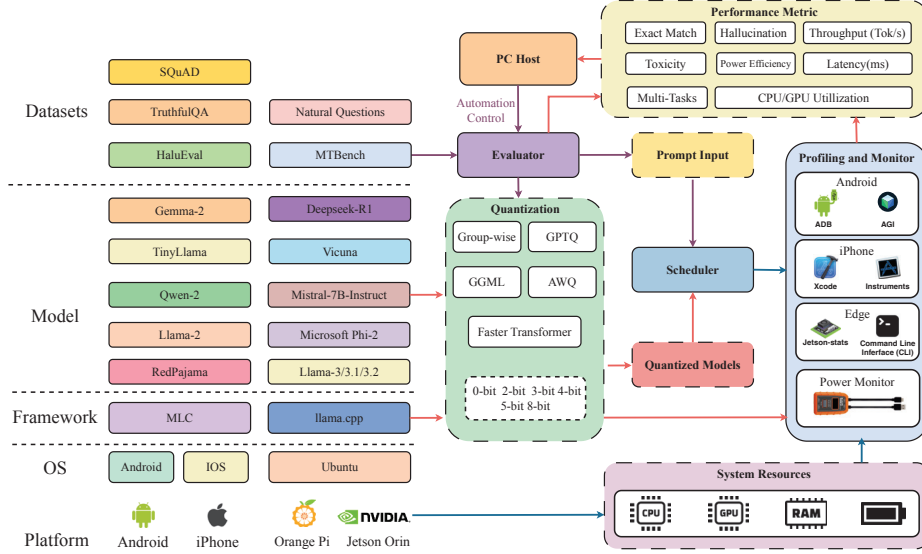 Datasets
SQuAD
TruthfulQA
Natural Questions
HaluEval
MTBench
Model
Gemma-2
Deepseek-R1
TinyLlama
Vicuna
Qwen-2
Mistral-7B-Instruct
Llama-2
Microsoft Phi-2
RedPajama
Llama-3/3.1/3.2
Framework
MLC
llama.cpp
OS
Android
IOS
Ubuntu
Platform
Android
iPhone
Orange Pi
NVIDIA.
Jetson Orin
PC Host
Automation
Control
Evaluator
Prompt Input
Quantization
Group-wise
GPTQ
GGML
AWQ
Faster Transformer
0-bit 2-bit 3-bit 4-bit
5-bit 8-bit
Scheduler
Quantized Models
Performance Metric
Exact Match
Hallucination
Throughput (Tok/s)
Toxicity
Power Efficiency
Latency(ms)
Multi-Tasks
CPU/GPU Utillization
Profiling and Monitor
Android
ADB
AGI
iPhone
Xcode
Instruments
Edge
Jetson-stats
Command Line
Interface (CLI)
Power Monitor
System Resources
CPU
GPU
RAM